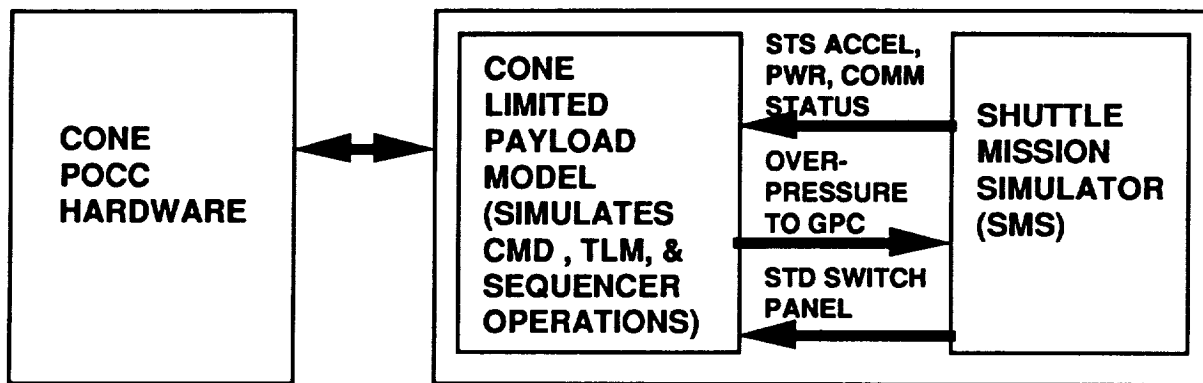 CONE
POCC
HARDWARE
CONE
LIMITED
PAYLOAD
MODEL
(SIMULATES
CMD , TLM, &
SEQUENCER
OPERATIONS)
STS ACCEL,
PWR, COMM
STATUS
OVER-
PRESSURE
TO GPC
STD SWITCH
PANEL
SHUTTLE
MISSION
SIMULATOR
(SMS)